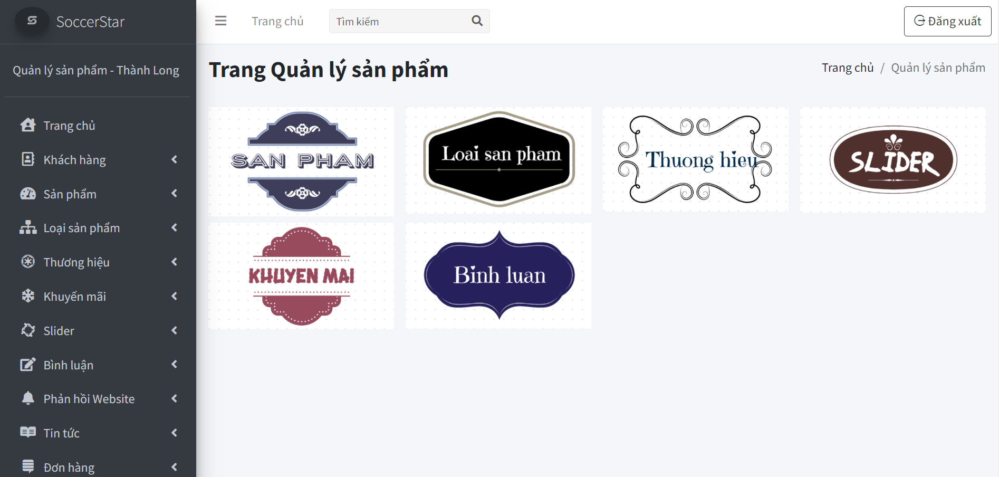 SoccerStar
Trang chủ
Tìm kiếm
Đăng xuất
Quản lý sản phẩm - Thành Long
Trang chủ
Khách hàng
Sản phẩm
Loại sản phẩm
Thương hiệu
Khuyến mãi
Slider
Bình luận
Phản hồi Website
Tin tức
Đơn hàng
Trang Quản lý sản phẩm
Trang chủ / Quản lý sản phẩm
SAN PHAM
Loai san pham
Thuong hieu
SLIDER
KHUYEN MAI
Binh luan